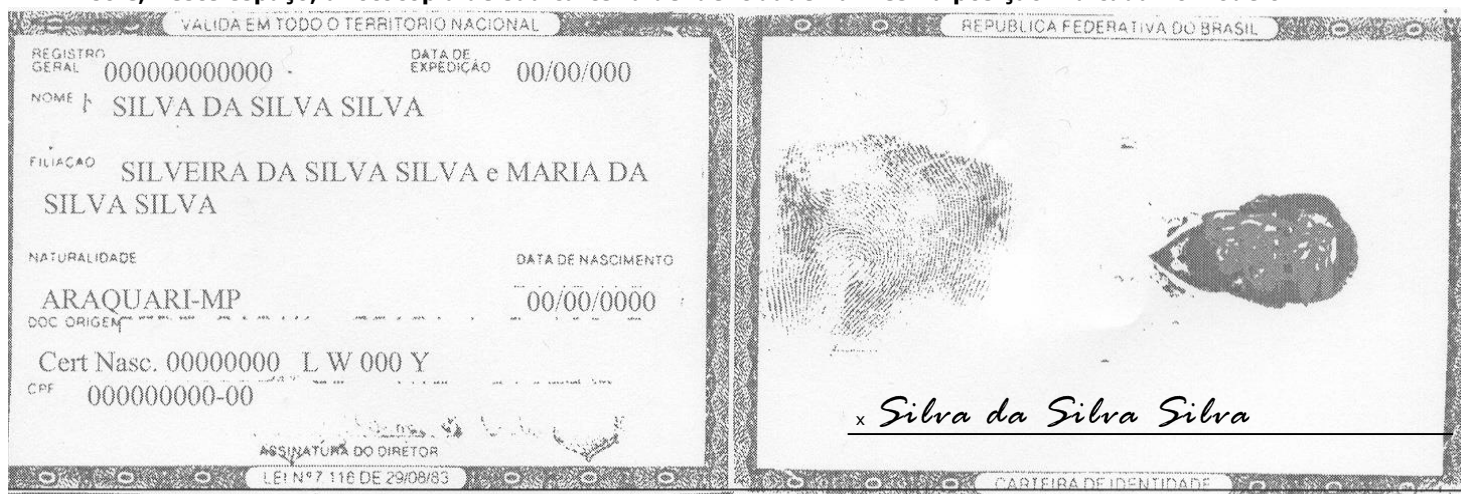 VALIDA EM TODO O TERRITORIO NACIONAL
REGISTRO GERAL 000000000000 DATA DE EXPEDIÇÃO 00/00/000
NOME SILVA DA SILVA SILVA
FILIAÇAO SILVEIRA DA SILVA SILVA e MARIA DA
SILVA SILVA
NATURALIDADE DATA DE NASCIMENTO
ARAQUARI-MP 00/00/0000
DOC ORIGEM
Cert Nasc. 00000000 L W 000 Y
CPF 000000000-00
ASSINATURA DO DIRETOR
LEI Nº 7.116 DE 29/08/83
REPUBLICA FEDERATIVA DO BRASIL
x Silva da Silva Silva
CARTEIRA DE IDENTIDADE